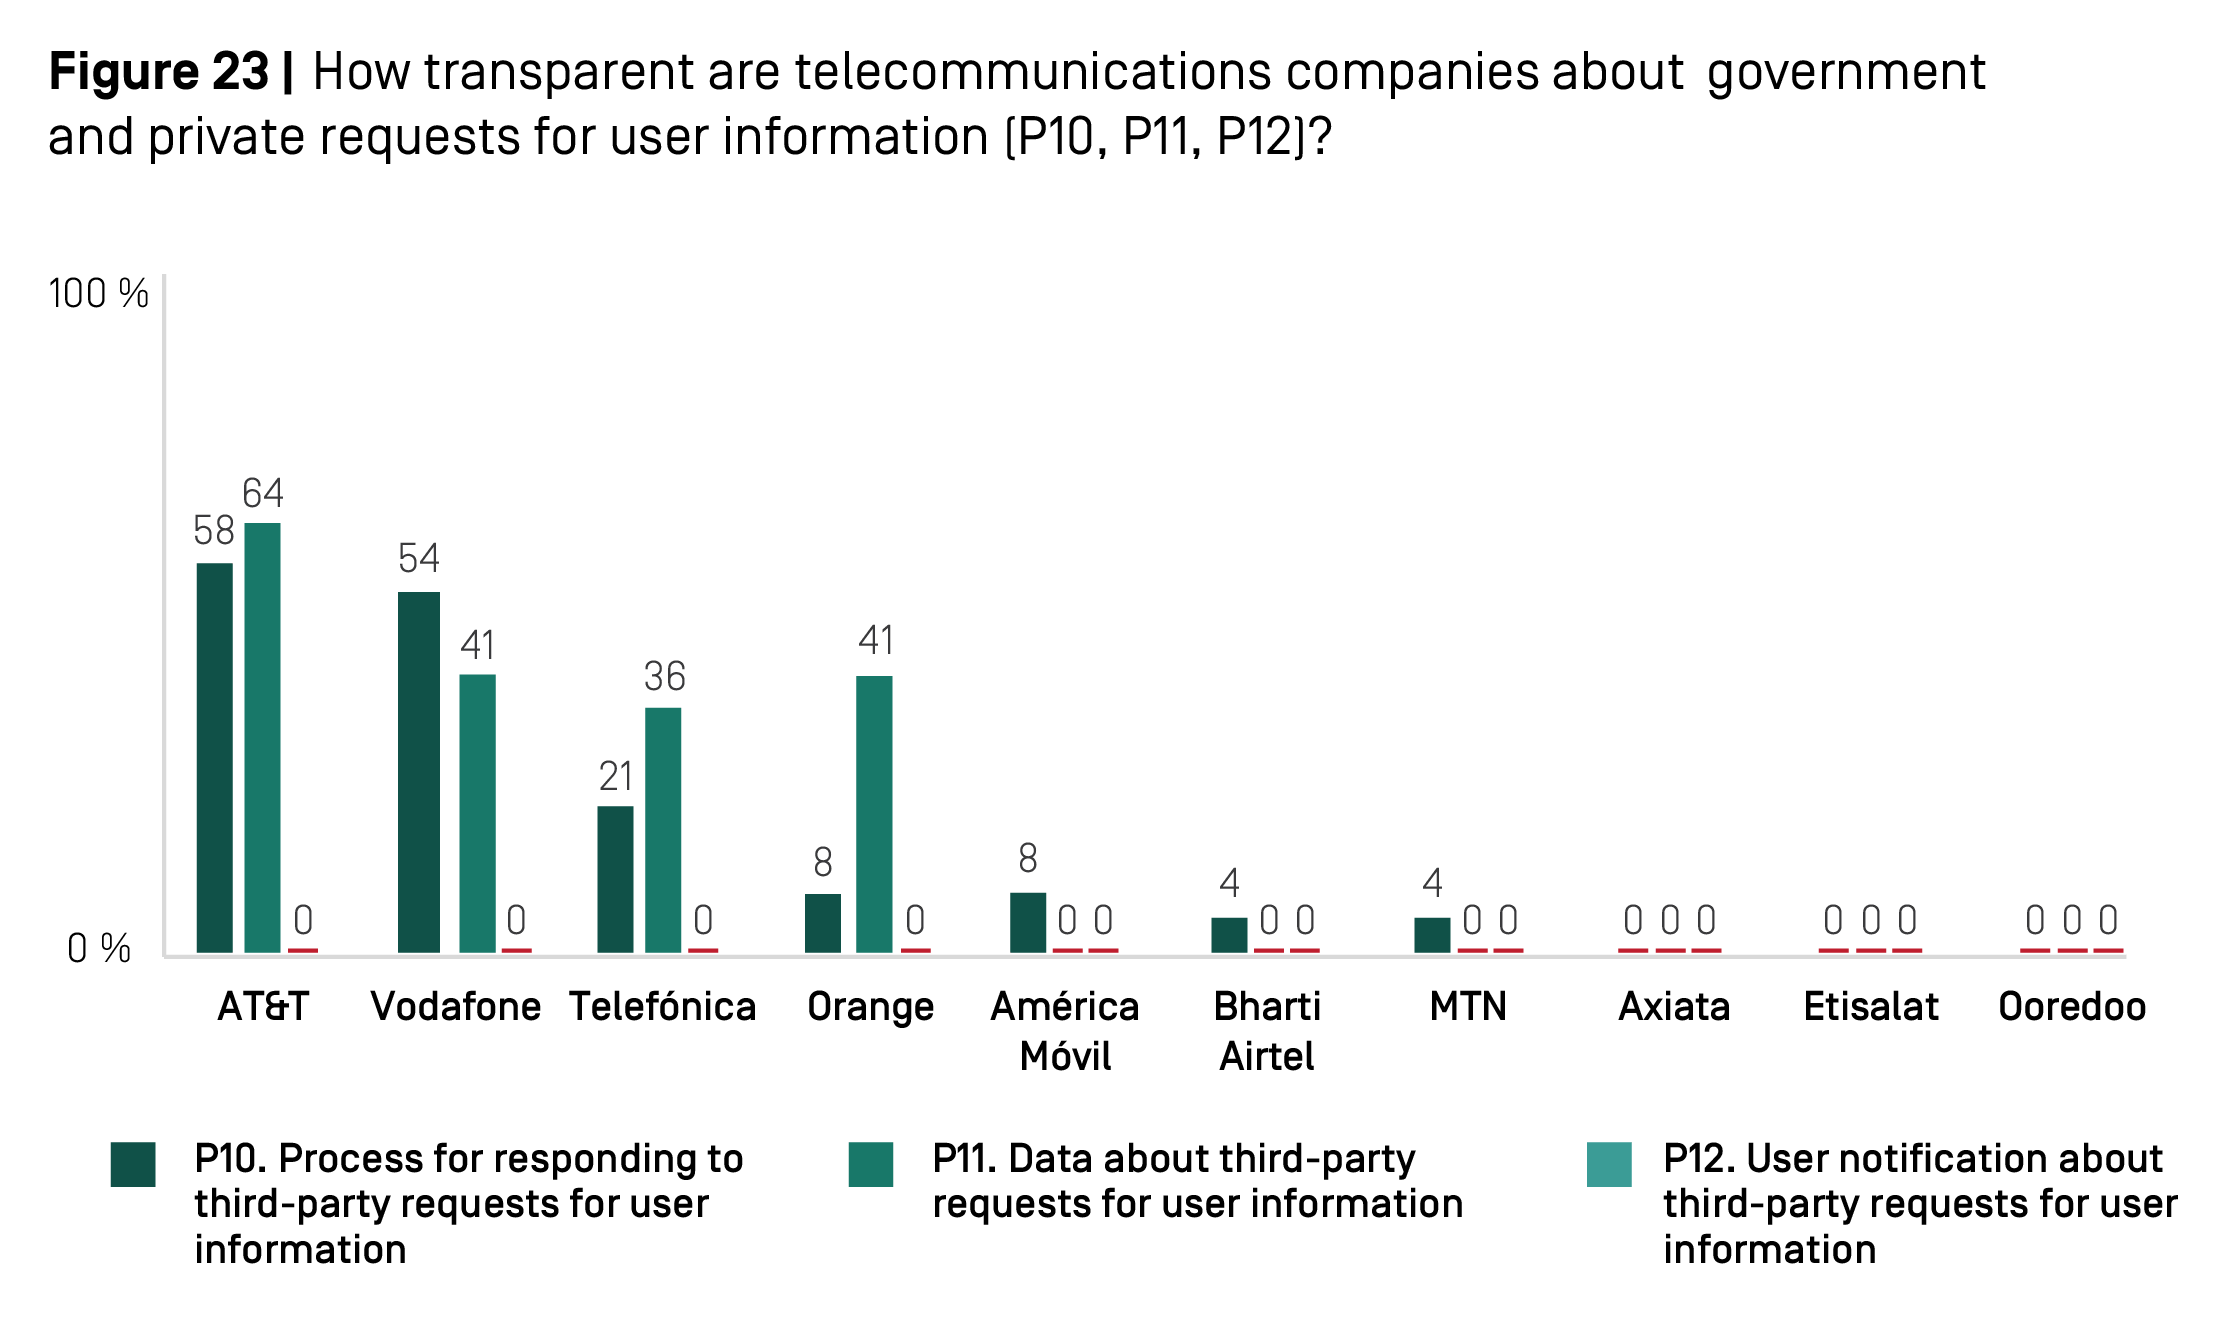 Figure 23 | How transparent are telecommunications companies about government
and private requests for user information (P10, P11, P12)?
100 %
58 64 0
54 41 0
21 36 0
8 41 0
8 0 0
4 0 0
4 0 0
0 0 0
0 0 0
0 0 0
0 %
AT&T Vodafone Telefónica Orange América Bharti MTN Axiata Etisalat Ooredoo
Móvil Airtel
P10. Process for responding to
third-party requests for user
information
P11. Data about third-party
requests for user information
P12. User notification about
third-party requests for user
information